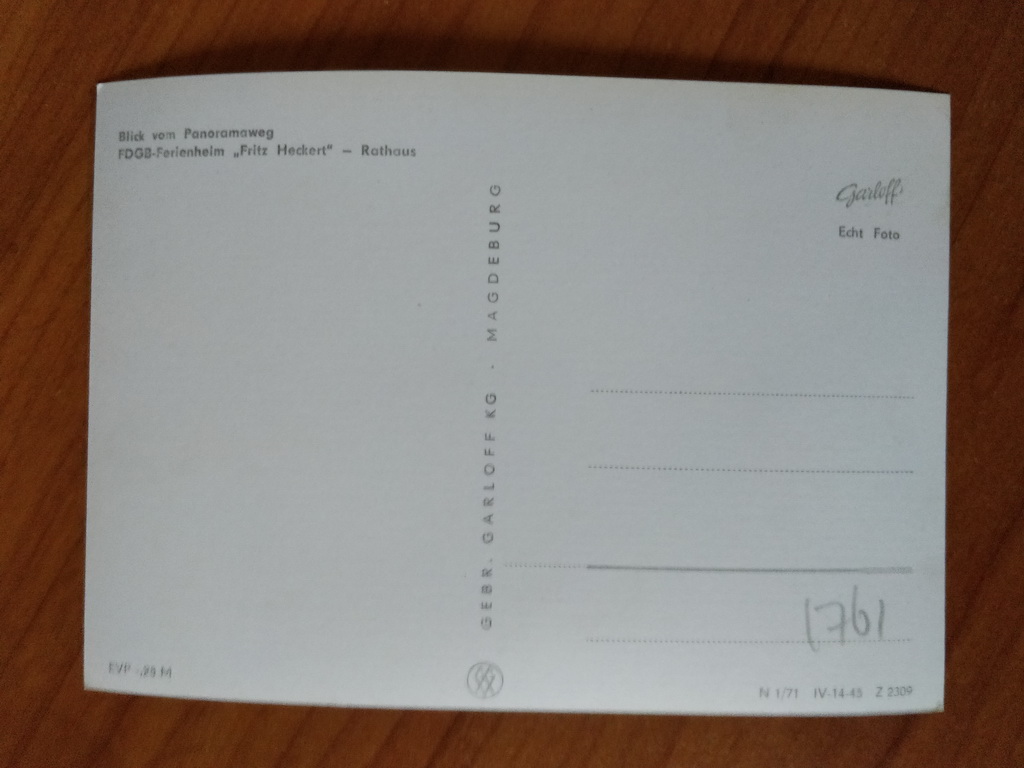 Blick vom Panoramaweg
FDGB-Ferienheim „Fritz Heckert" — Rathaus
GEBR. GARLOFF KG · MAGDEBURG
Garloff
Echt Foto
1761
EVP M
N 1/71 IV-14-45 Z 2309